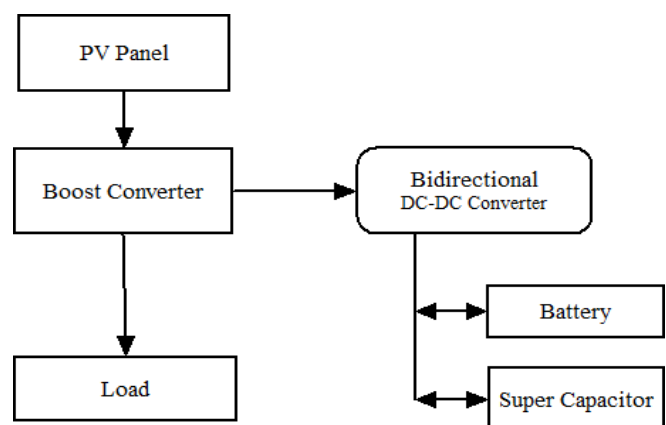 PV Panel
Boost Converter
Bidirectional
DC-DC Converter
Battery
Load
Super Capacitor